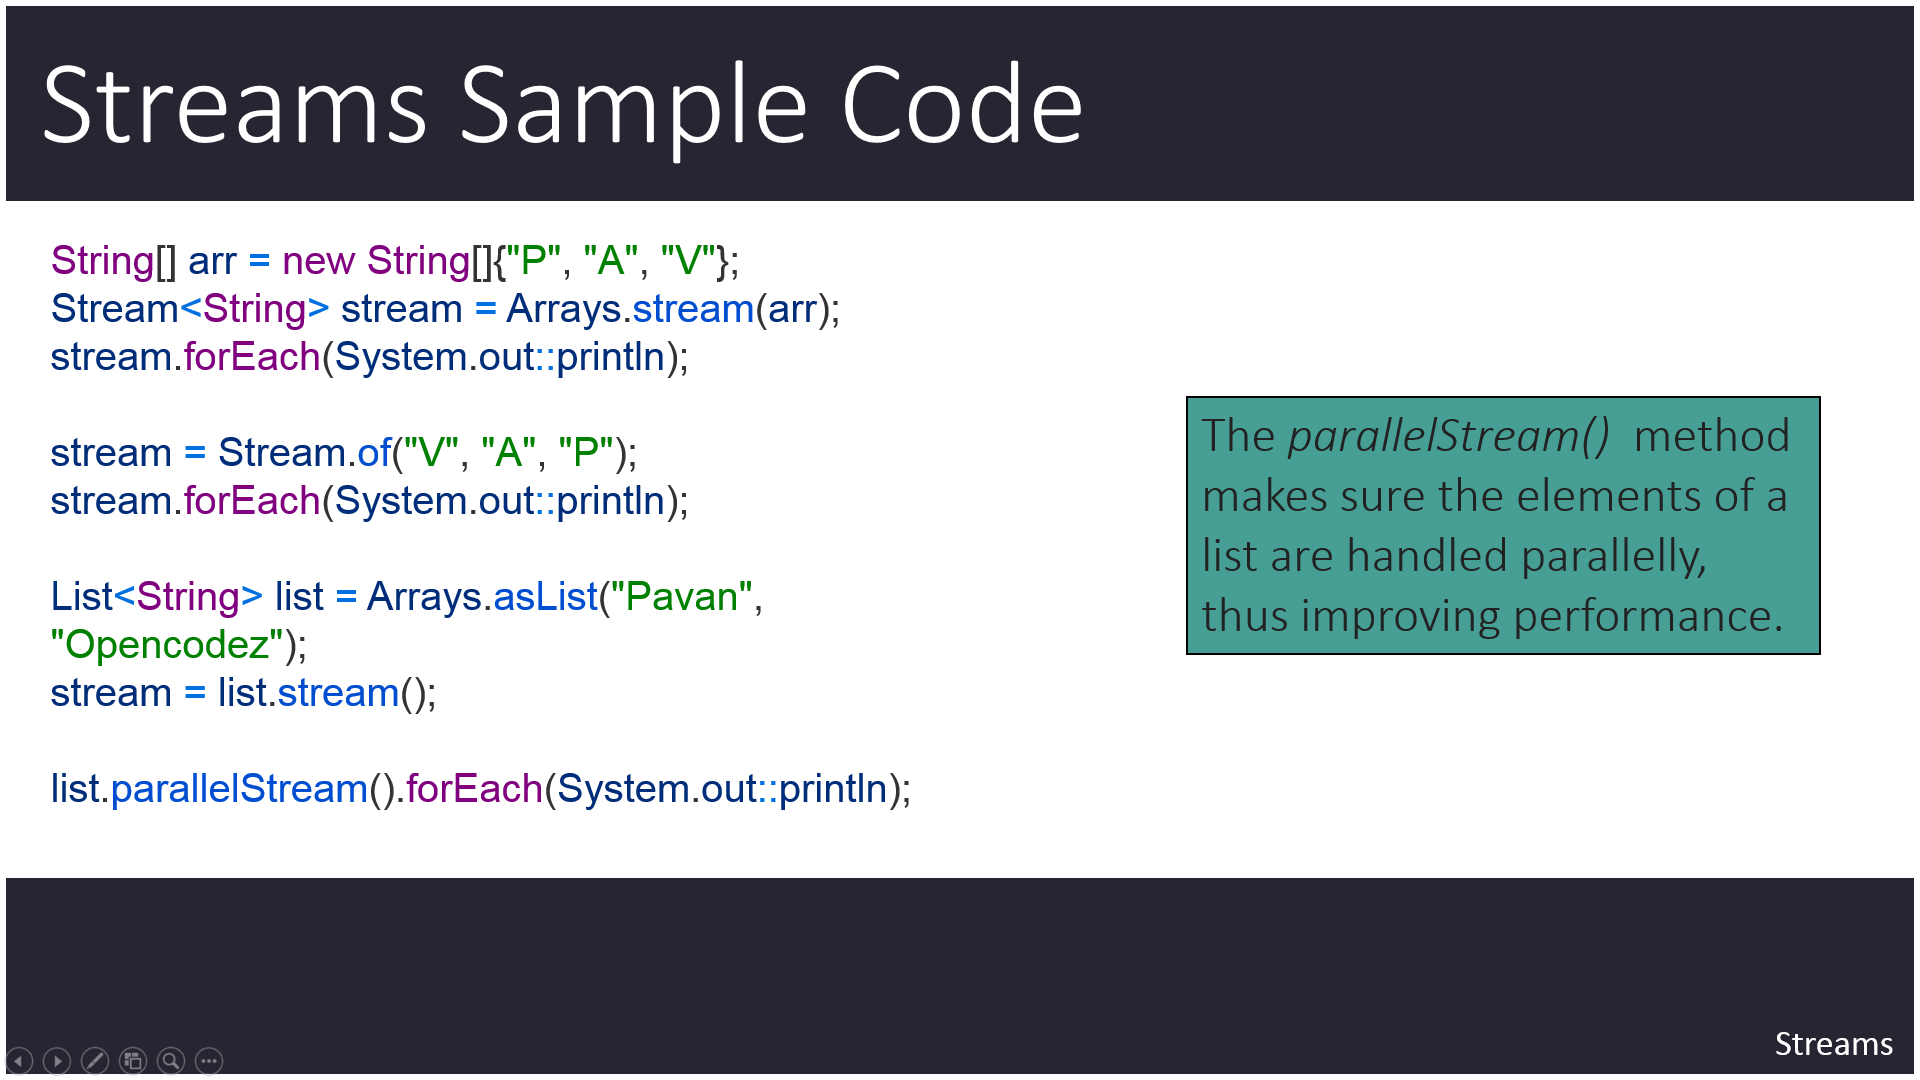 Streams Sample Code
String[] arr = new String[]{"P", "A", "V"};
Stream<String> stream = Arrays.stream(arr);
stream.forEach(System.out::println);
stream = Stream.of("V", "A", "P");
stream.forEach(System.out::println);
List<String> list = Arrays.asList("Pavan",
"Opencodez");
stream = list.stream();
list.parallelStream().forEach(System.out::println);
The parallelStream()  method
makes sure the elements of a
list are handled parallelly,
thus improving performance.
Streams